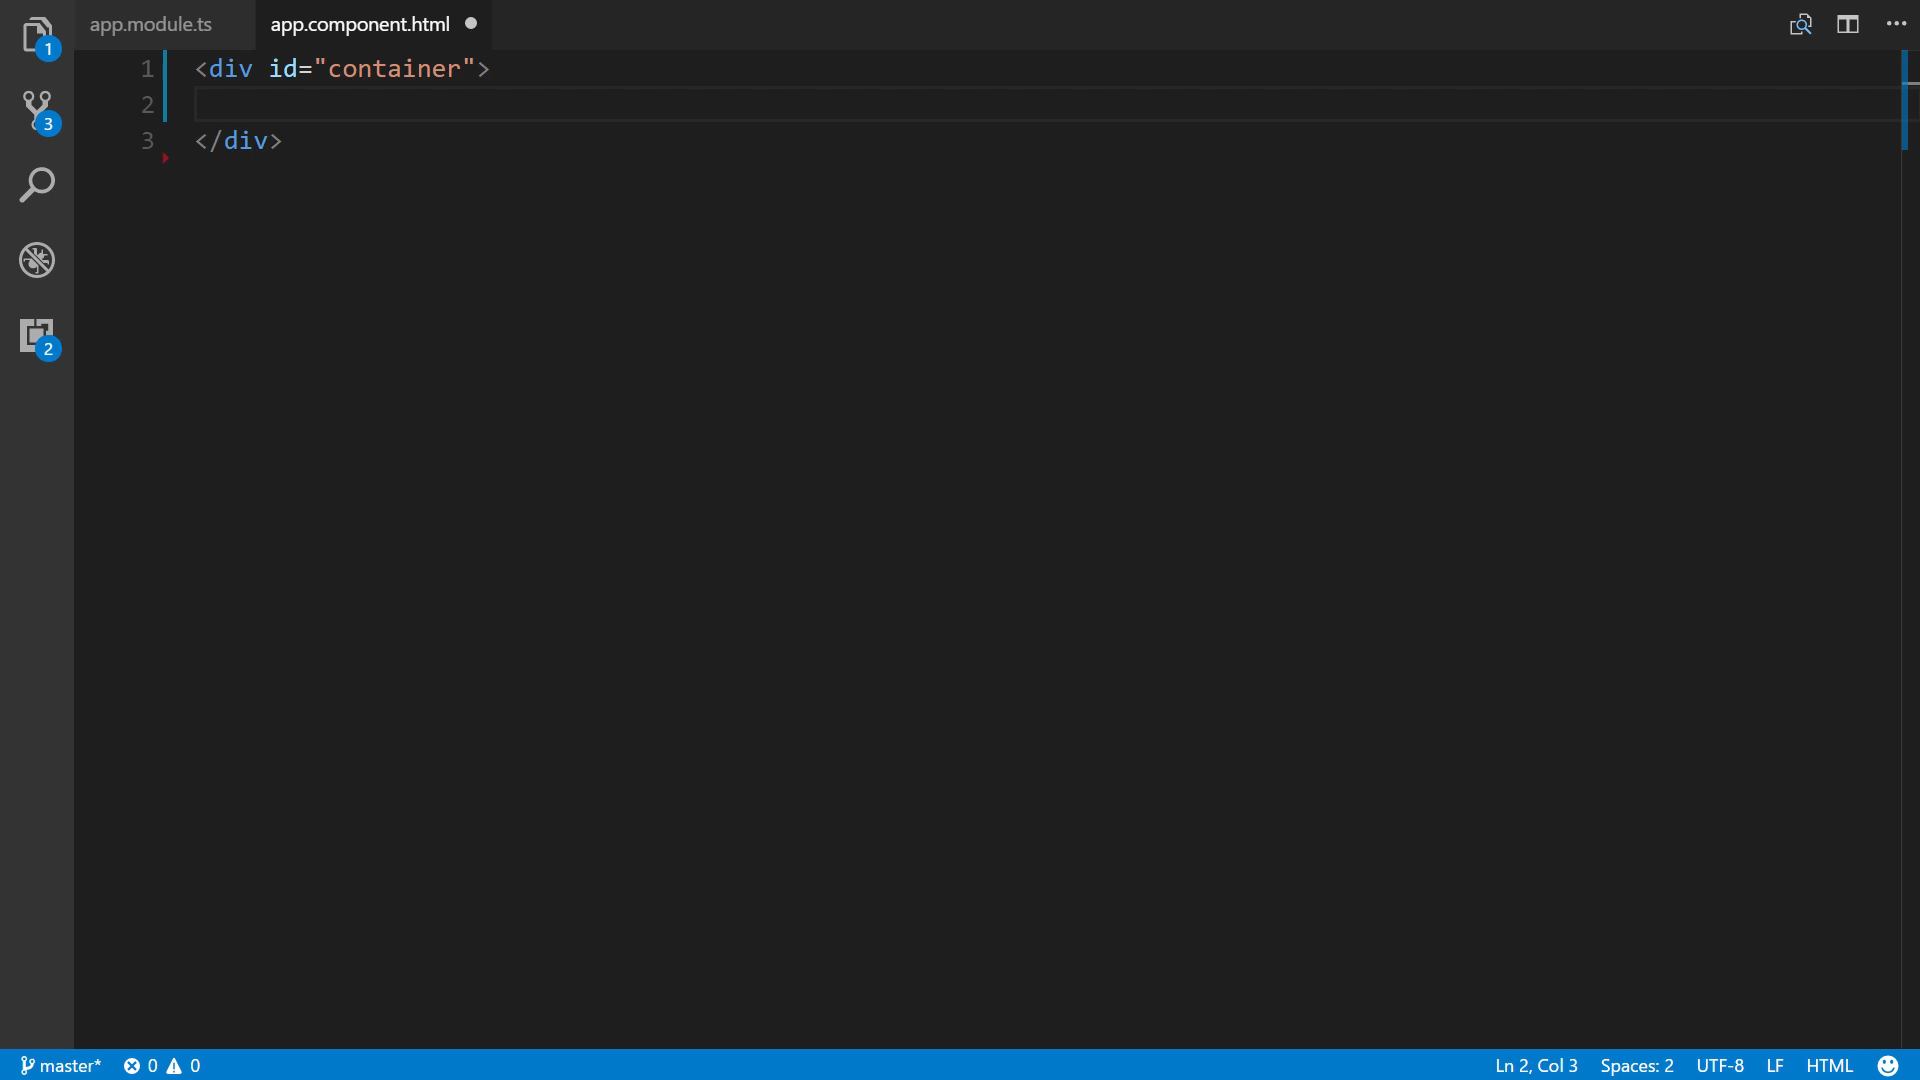 app.module.ts
app.component.html
1
3
2
1 <div id="container">
2
3 </div>
master* 0 0
Ln 2, Col 3 Spaces: 2 UTF-8 LF HTML